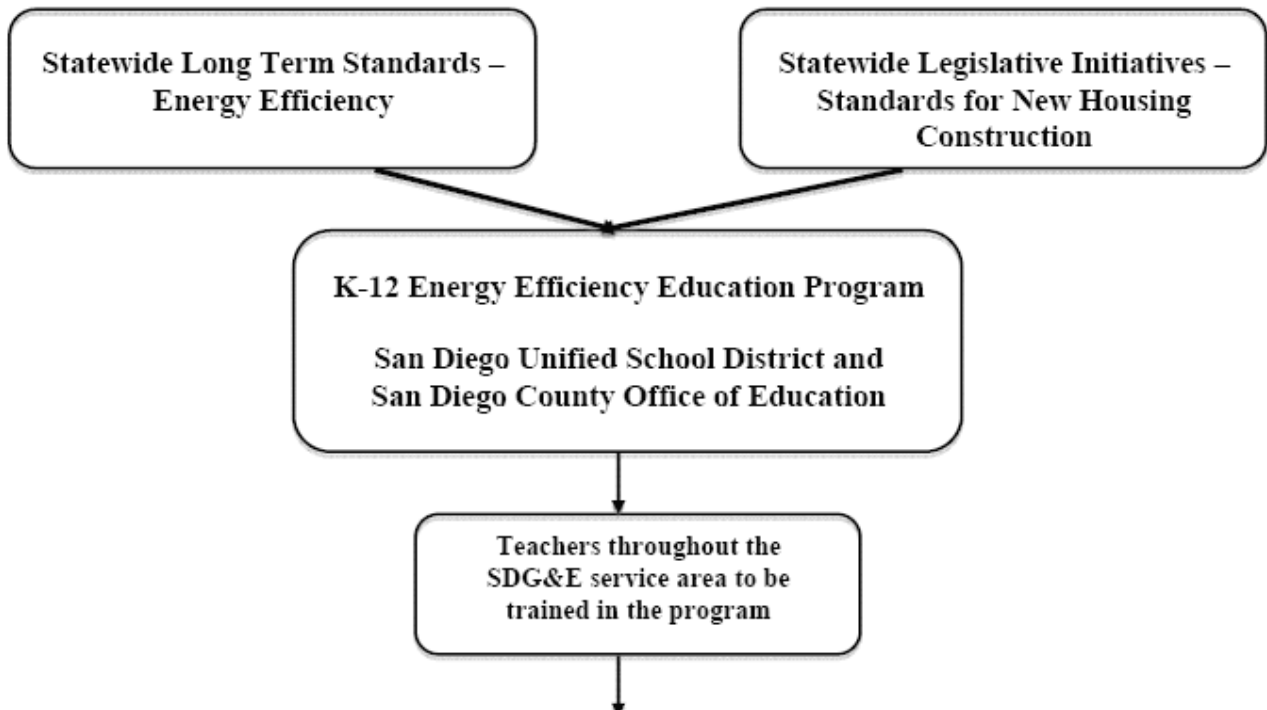 Statewide Long Term Standards –
Energy Efficiency
Statewide Legislative Initiatives –
Standards for New Housing
Construction
K-12 Energy Efficiency Education Program
San Diego Unified School District and
San Diego County Office of Education
Teachers throughout the
SDG&E service area to be
trained in the program